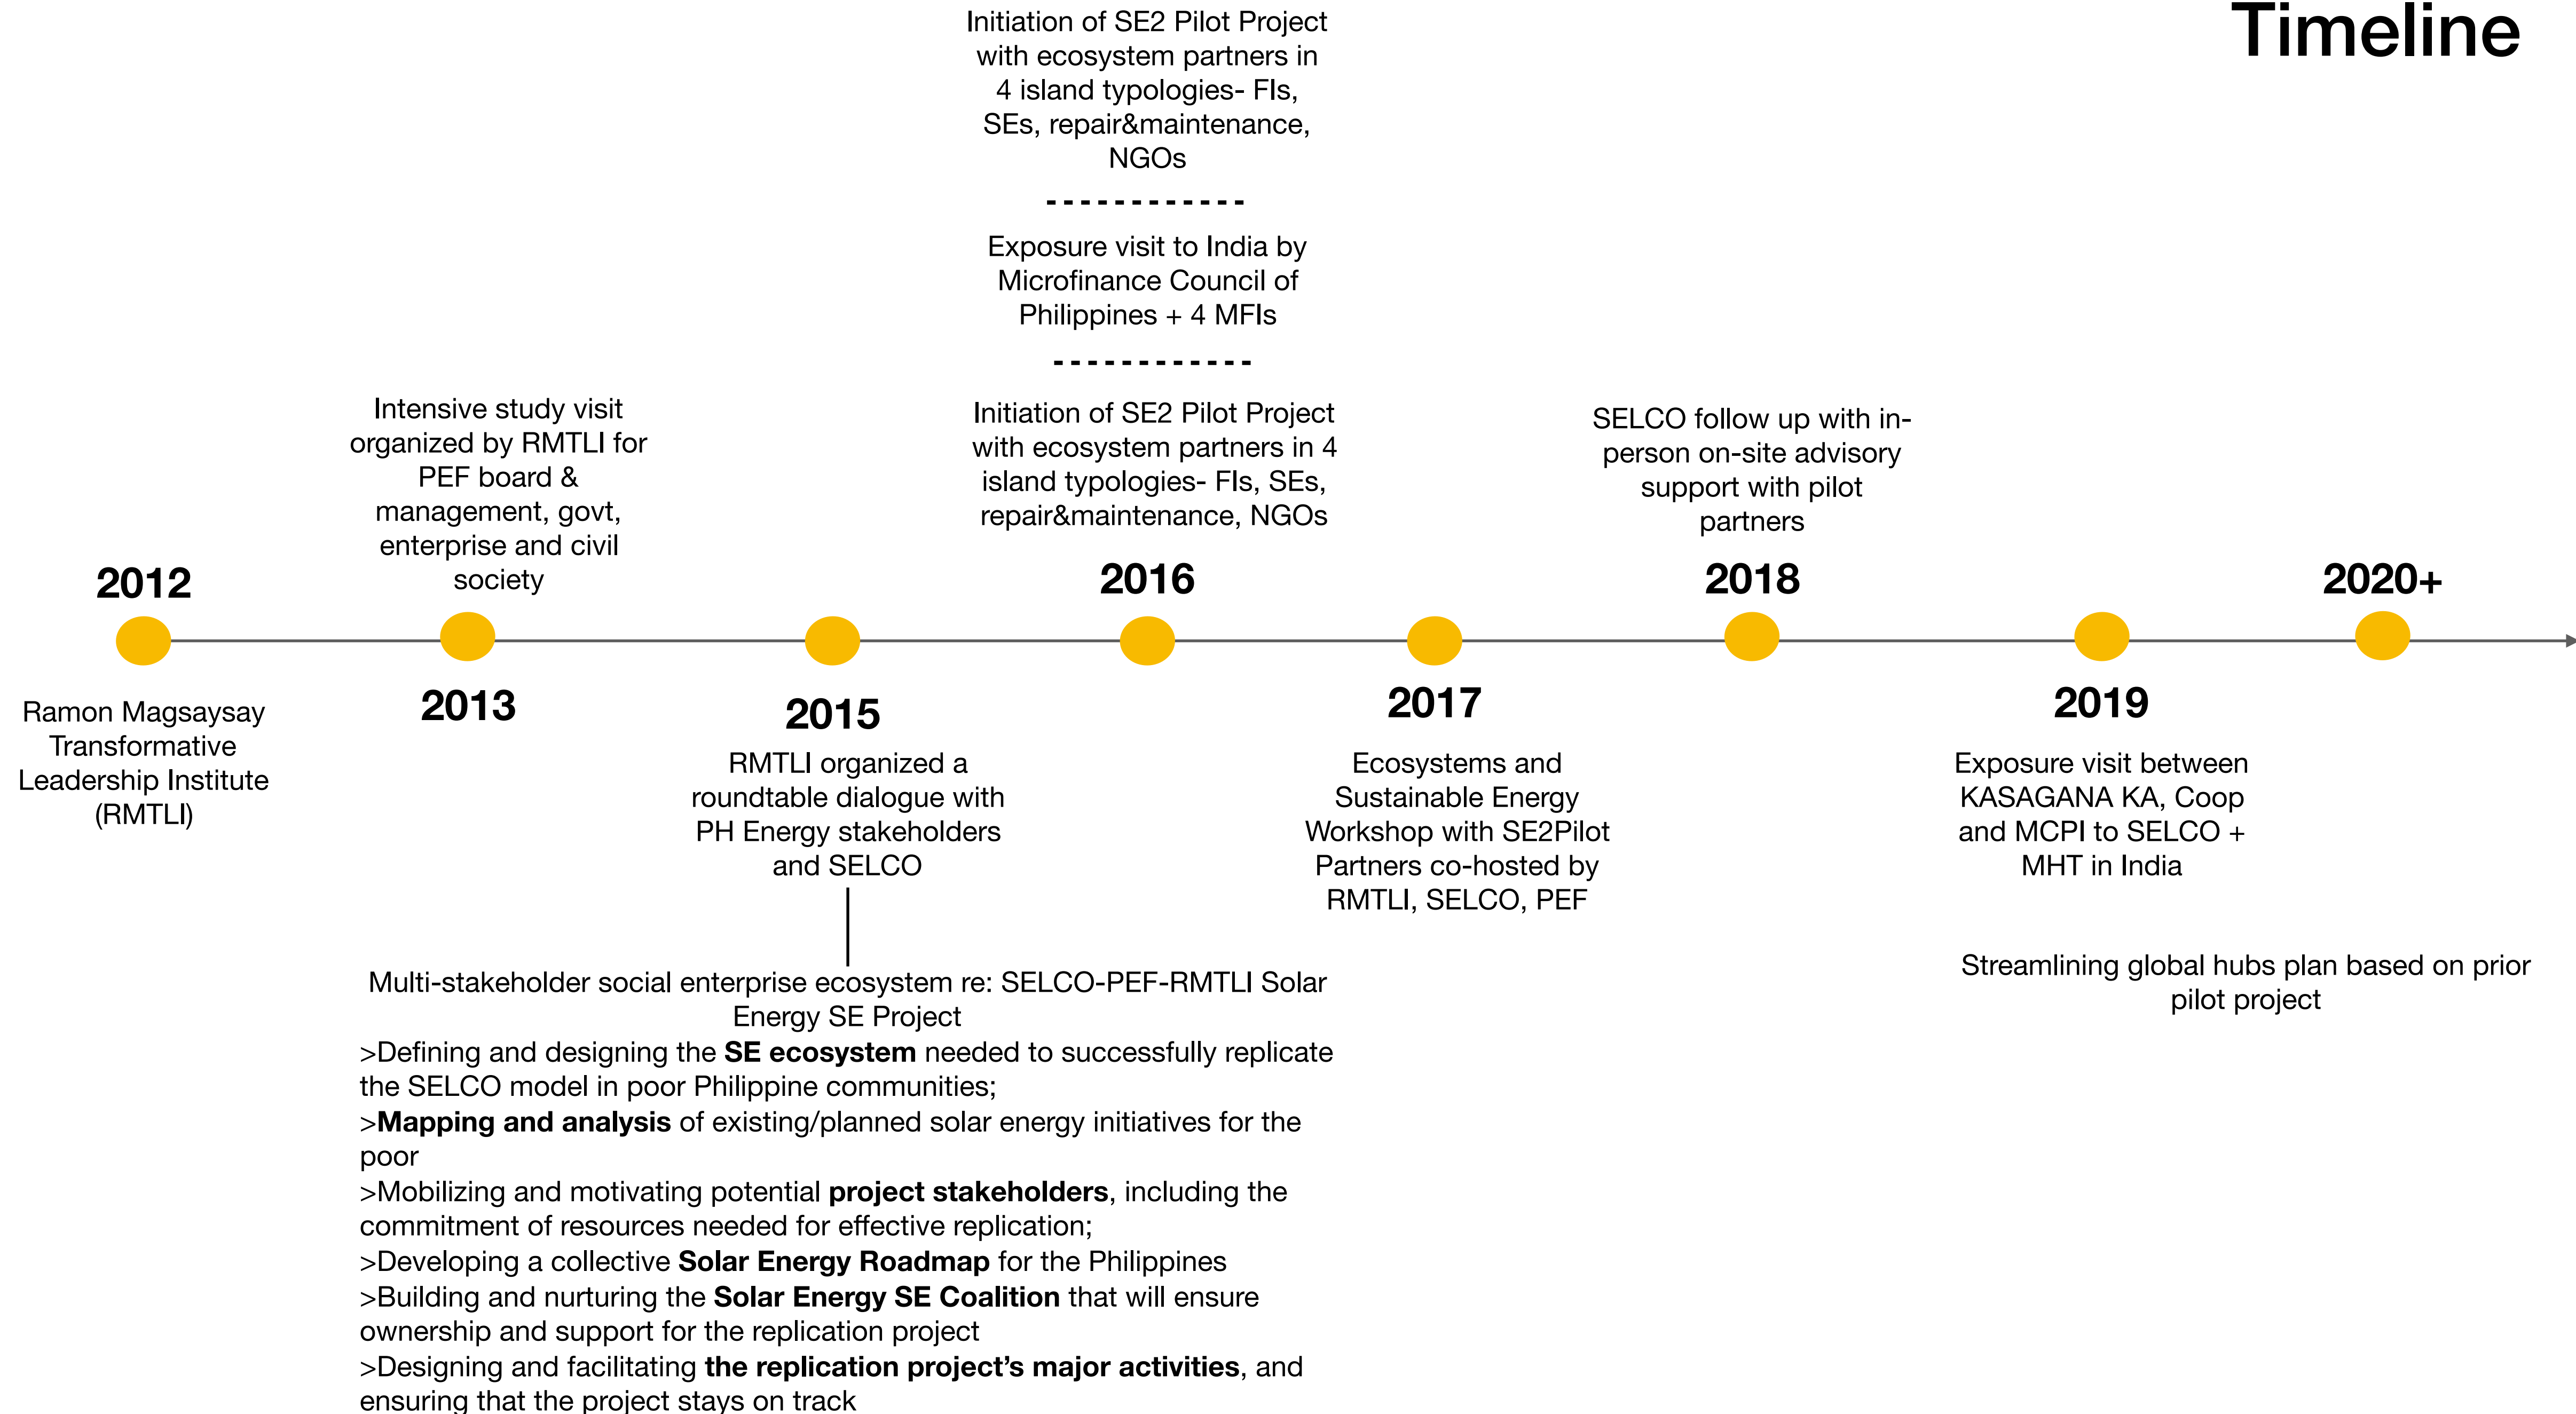 Timeline
Initiation of SE2 Pilot Project
with ecosystem partners in
4 island typologies- FIs,
SEs, repair&maintenance,
NGOs
------------
Exposure visit to India by
Microfinance Council of
Philippines + 4 MFIs
------------
Initiation of SE2 Pilot Project
with ecosystem partners in 4
island typologies- FIs, SEs,
repair&maintenance, NGOs
2016
Intensive study visit
organized by RMTLI for
PEF board &
management, govt,
enterprise and civil
society
2013
SELCO follow up with in-
person on-site advisory
support with pilot
partners
2018
2012
Ramon Magsaysay
Transformative
Leadership Institute
(RMTLI)
2020+
2015
RMTLI organized a
roundtable dialogue with
PH Energy stakeholders
and SELCO
Multi-stakeholder social enterprise ecosystem re: SELCO-PEF-RMTLI Solar
Energy SE Project
>Defining and designing the SE ecosystem needed to successfully replicate
the SELCO model in poor Philippine communities;
>Mapping and analysis of existing/planned solar energy initiatives for the
poor
>Mobilizing and motivating potential project stakeholders, including the
commitment of resources needed for effective replication;
>Developing a collective Solar Energy Roadmap for the Philippines
>Building and nurturing the Solar Energy SE Coalition that will ensure
ownership and support for the replication project
>Designing and facilitating the replication project’s major activities, and
ensuring that the project stays on track
2017
Ecosystems and
Sustainable Energy
Workshop with SE2Pilot
Partners co-hosted by
RMTLI, SELCO, PEF
2019
Exposure visit between
KASAGANA KA, Coop
and MCPI to SELCO +
MHT in India
Streamlining global hubs plan based on prior
pilot project